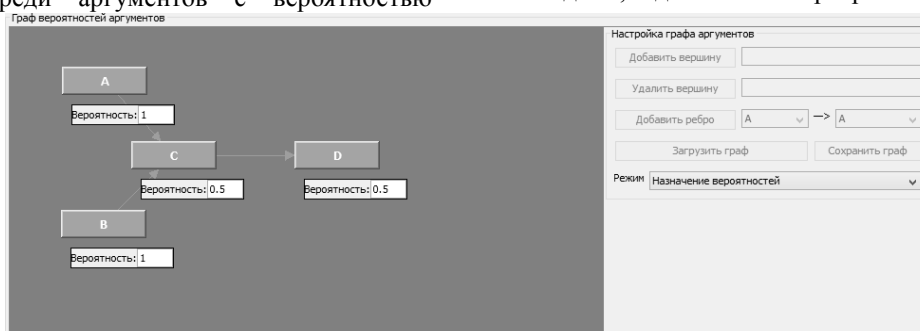 аргументов с вероятностью
Граф вероятностей аргументов
A
Вероятность: 1
C
Вероятность: 0.5
D
Вероятность: 0.5
B
Вероятность: 1
Настройка графа аргументов
Добавить вершину
Удалить вершину
Добавить ребро A —> A
Загрузить граф Сохранить граф
Режим Назначение вероятностей